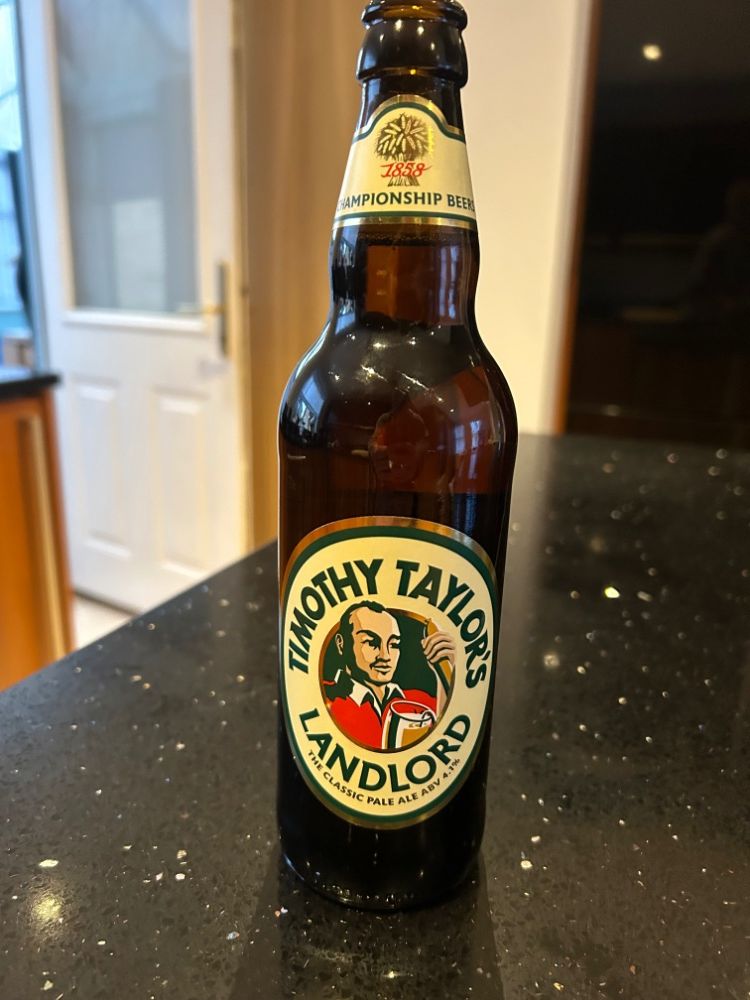 1858
CHAMPIONSHIP BEERS
TIMOTHY TAYLOR'S
LANDLORD
THE CLASSIC PALE ALE ABV 4.1%